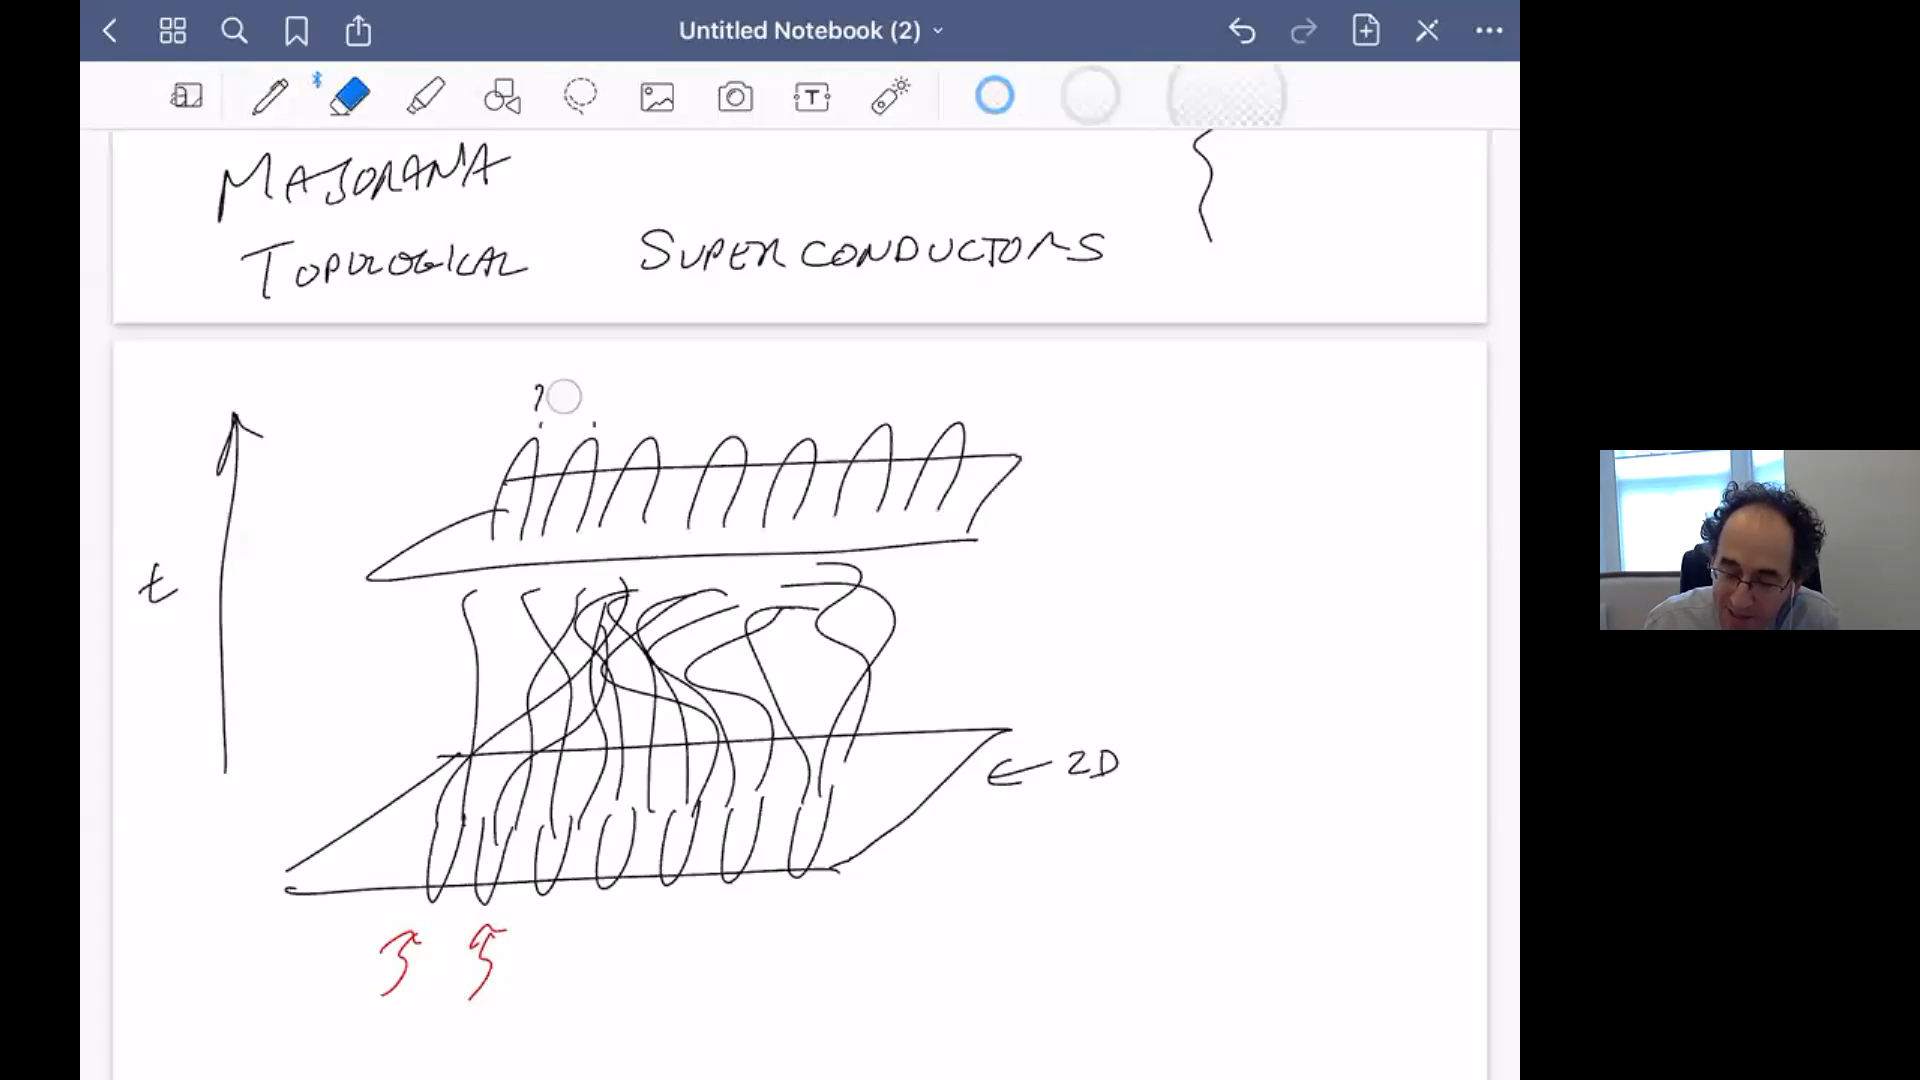 Untitled Notebook (2)
MAJORANA
TOPOLOGICAL SUPERCONDUCTORS
?
t
← 2D